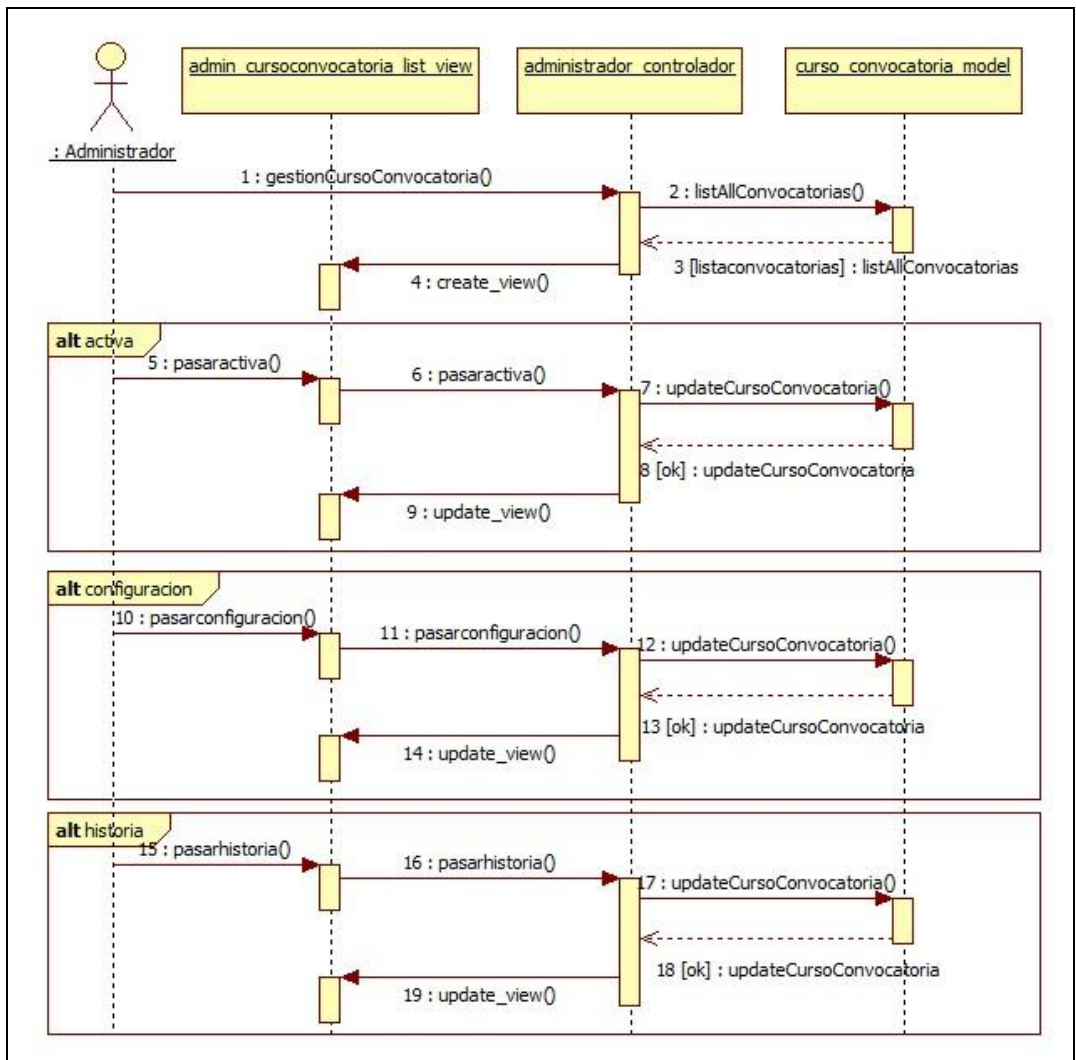 admin_cursoconvocatoria_list_view
administrador_controlador
curso_convocatoria_model
: Administrador
1 : gestionCursoConvocatoria()
2 : listAllConvocatorias()
3 [listaconvocatorias] : listAllConvocatorias
4 : create_view()
alt activa
5 : pasaractiva()
6 : pasaractiva()
7 : updateCursoConvocatoria()
8 [ok] : updateCursoConvocatoria
9 : update_view()
alt configuracion
10 : pasarconfiguracion()
11 : pasarconfiguracion()
12 : updateCursoConvocatoria()
13 [ok] : updateCursoConvocatoria
14 : update_view()
alt historia
15 : pasarhistoria()
16 : pasarhistoria()
17 : updateCursoConvocatoria()
18 [ok] : updateCursoConvocatoria
19 : update_view()